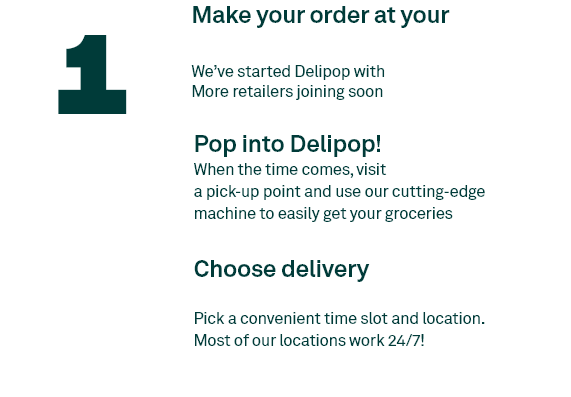 Make your order at your
1
We've started Delipop with
More retailers joining soon
Pop into Delipop!
When the time comes, visit
a pick-up point and use our cutting-edge
machine to easily get your groceries
Choose delivery
Pick a convenient time slot and location.
Most of our locations work 24/7!